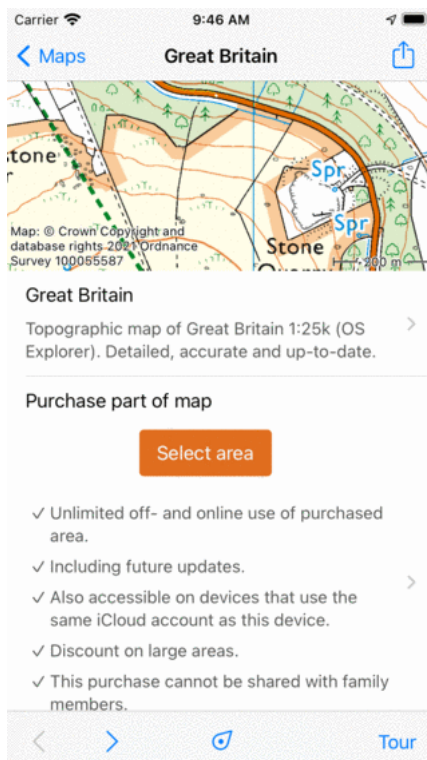 Carrier
9:46 AM
Maps
Great Britain
Spr
Spr
Stone
Map: © Crown Copyright and
database rights 2021 Ordnance
Survey 100055587
200 m
Great Britain
Topographic map of Great Britain 1:25k (OS
Explorer). Detailed, accurate and up-to-date.
Purchase part of map
Select area
✓ Unlimited off- and online use of purchased
area.
✓ Including future updates.
✓ Also accessible on devices that use the
same iCloud account as this device.
✓ Discount on large areas.
✓ This purchase cannot be shared with family
members.
Tour